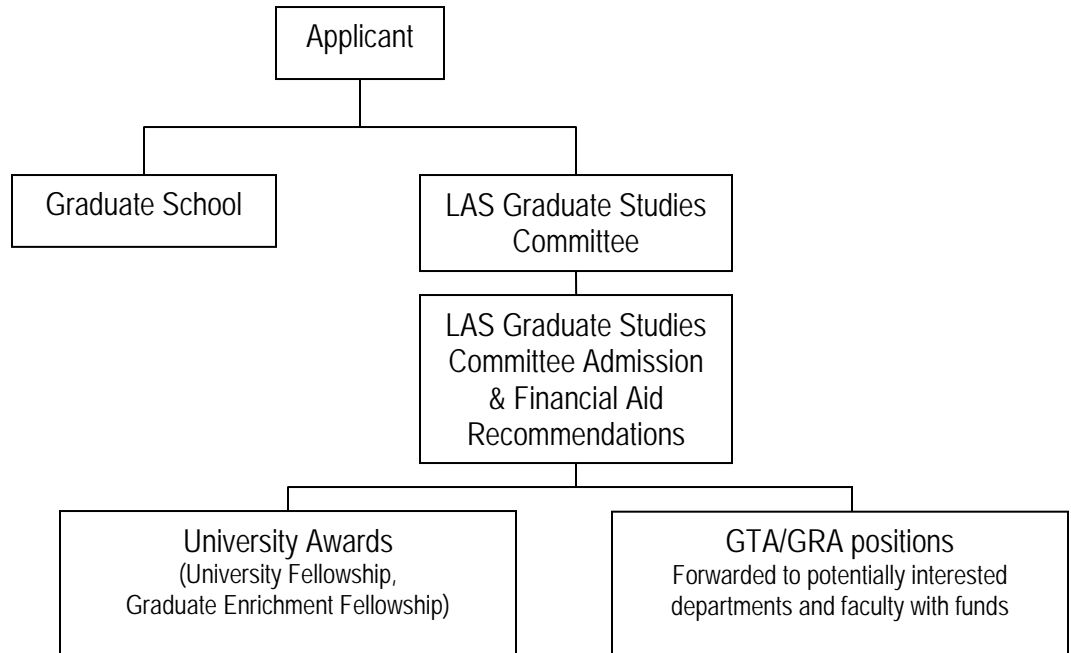 Applicant
Graduate School
LAS Graduate Studies
Committee
LAS Graduate Studies
Committee Admission
& Financial Aid
Recommendations
University Awards
(University Fellowship,
Graduate Enrichment Fellowship)
GTA/GRA positions
Forwarded to potentially interested
departments and faculty with funds